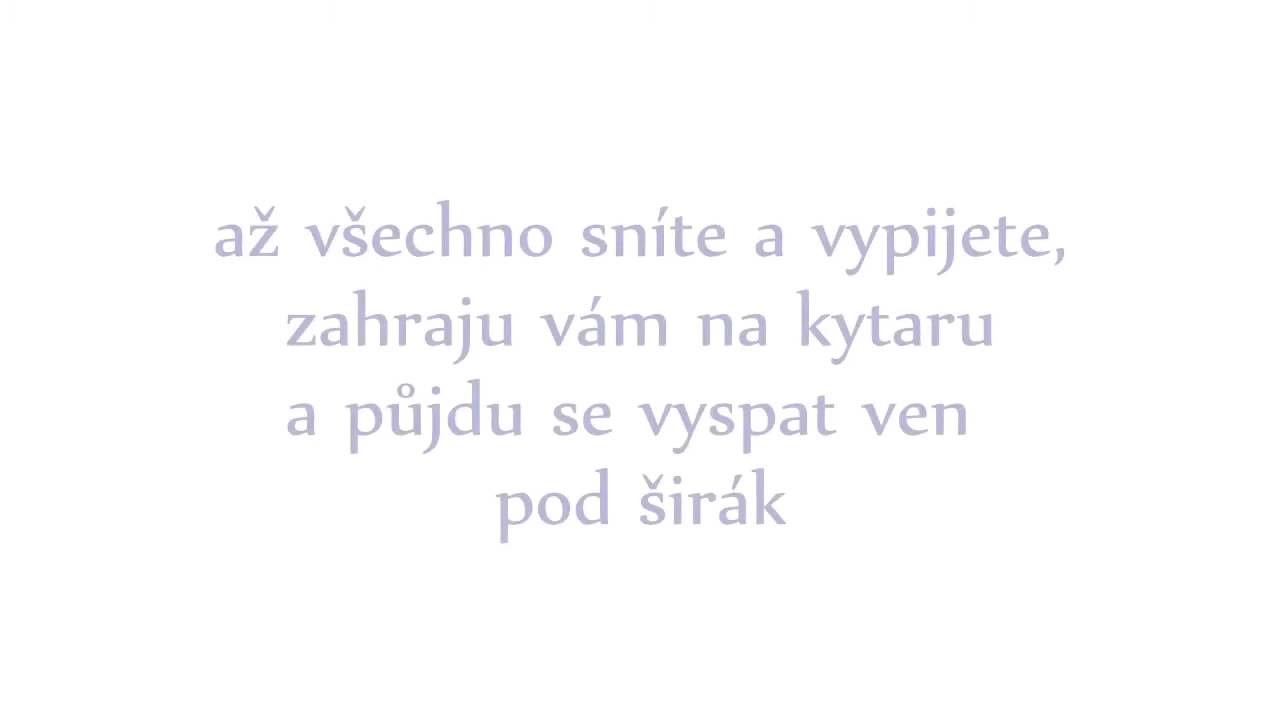 až všechno sníte a vypijete,
zahraju vám na kytaru
a půjdu se vyspat ven
pod širák